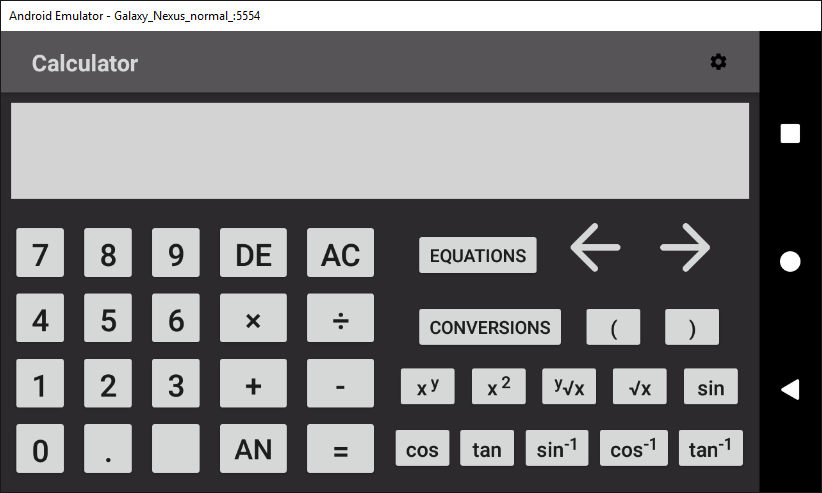 Android Emulator - Galaxy_Nexus_normal_:5554
Calculator
7 8 9 DE AC EQUATIONS
4 5 6 × ÷ CONVERSIONS ( )
1 2 3 + - x y x 2 y√x √x sin
0 . AN = cos tan sin-1 cos-1 tan-1